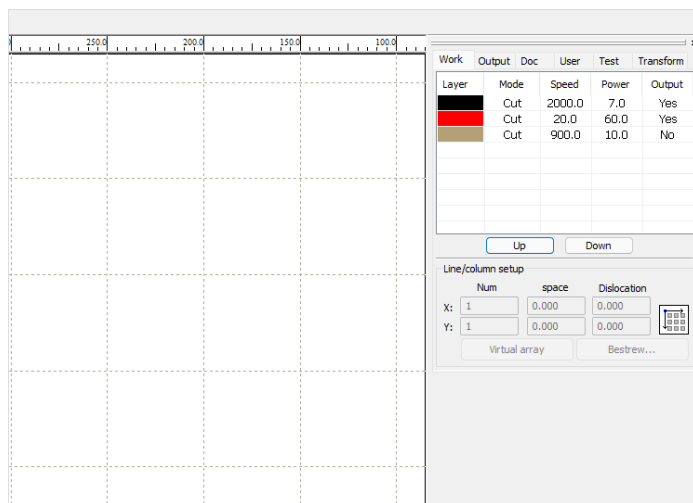 250.0 200.0 150.0 100.0
Work Output Doc User Test Transform
Layer Mode Speed Power Output
Cut 2000.0 7.0 Yes
Cut 20.0 60.0 Yes
Cut 900.0 10.0 No
Up Down
Line/column setup
Num space Dislocation
X: 1 0.000 0.000
Y: 1 0.000 0.000
Virtual array Bestrew...